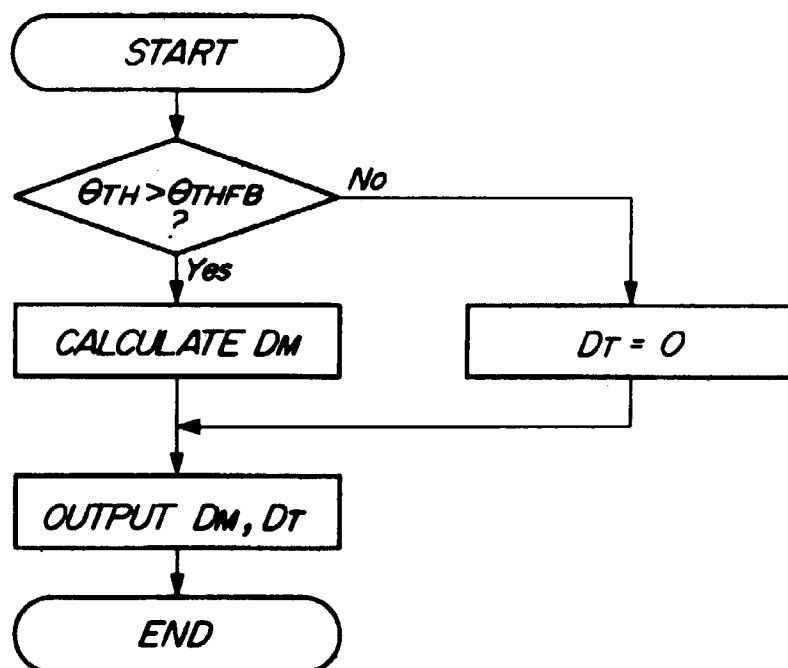 START
θTH>θTHFB
?
No
Yes
CALCULATE DM
DT = 0
OUTPUT DM, DT
END